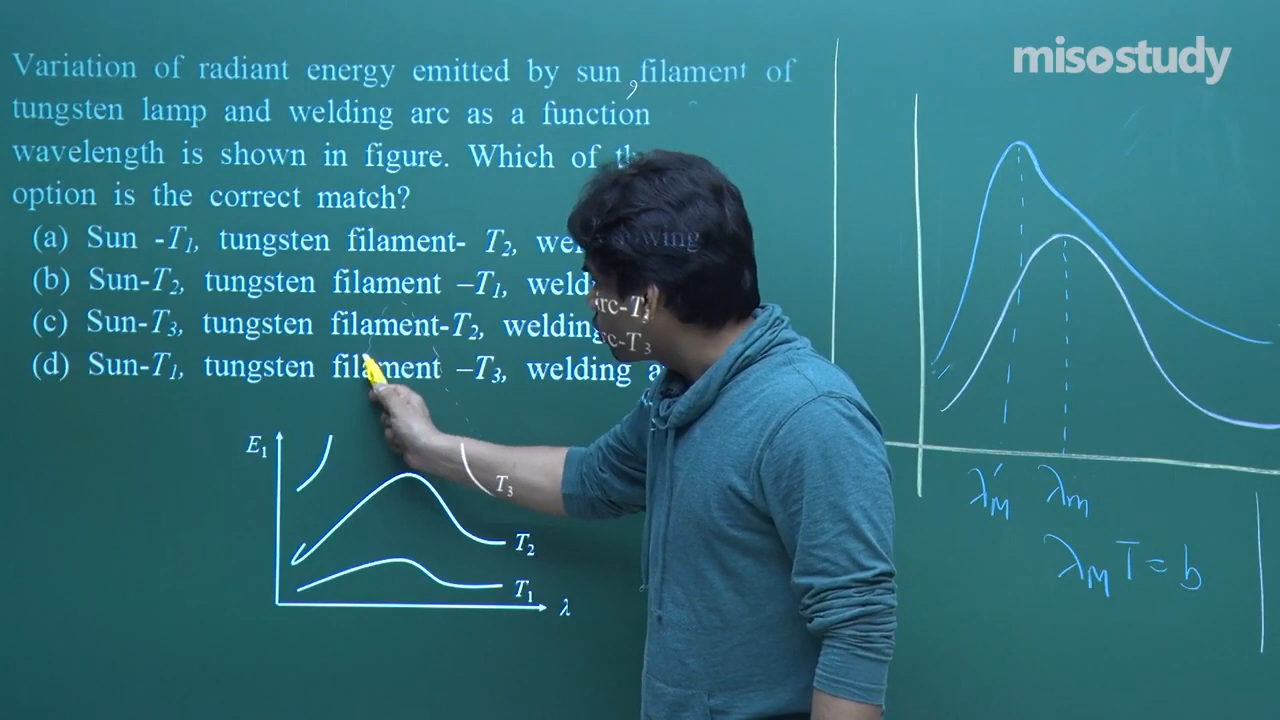 misostudy
Variation of radiant energy emitted by sun, filament of
tungsten lamp and welding arc as a function
wavelength is shown in figure. Which of
option is the correct match?
(a) Sun -T₁, tungsten filament- T₂,
(b) Sun-T₂, tungsten filament –T₁,
(c) Sun-T₃, tungsten filament-T₂, welding
(d) Sun-T₁, tungsten filament –T₃, welding
E₁
T₃
T₂
T₁
λ
λ'M
λm
λM T = b